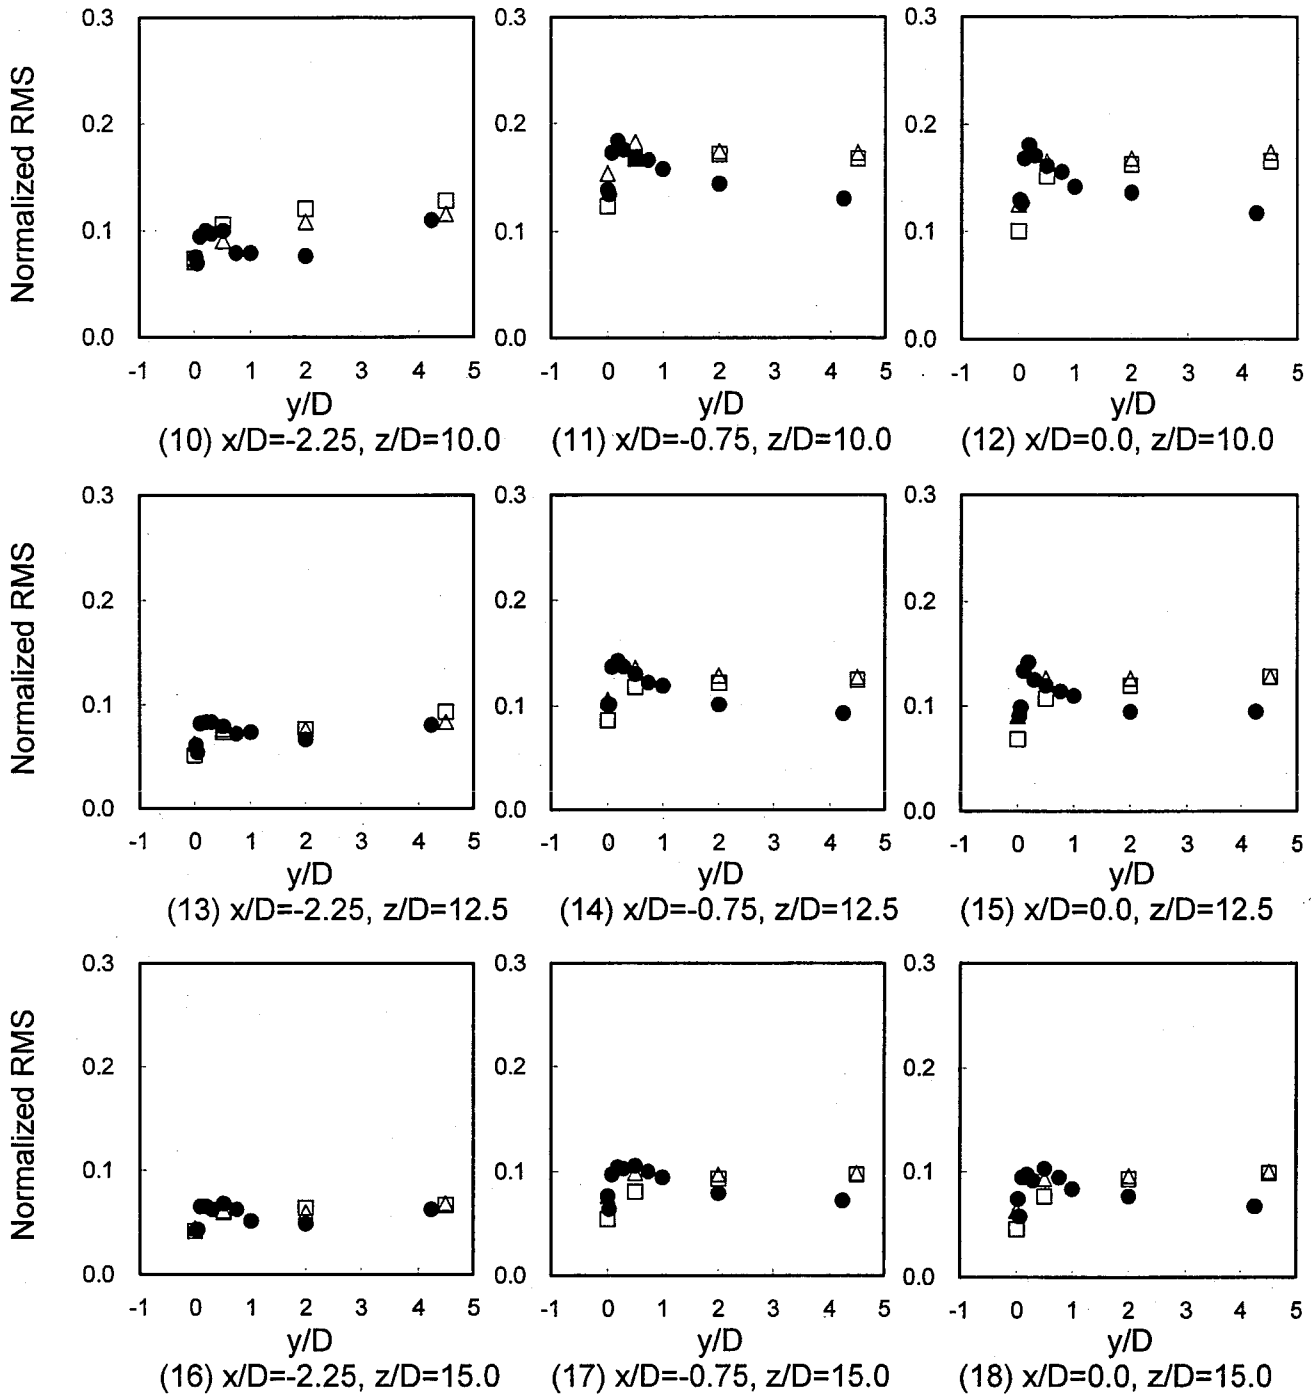 Normalized RMS
0.3 0.3 0.3
0.2 0.2 0.2
0.1 0.1 0.1
0.0 0.0 0.0
-1 0 1 2 3 4 5 -1 0 1 2 3 4 5 -1 0 1 2 3 4 5
y/D y/D y/D
(10) x/D=-2.25, z/D=10.0 (11) x/D=-0.75, z/D=10.0 (12) x/D=0.0, z/D=10.0
Normalized RMS
0.3 0.3 0.3
0.2 0.2 0.2
0.1 0.1 0.1
0.0 0.0 0.0
-1 0 1 2 3 4 5 -1 0 1 2 3 4 5 -1 0 1 2 3 4 5
y/D y/D y/D
(13) x/D=-2.25, z/D=12.5 (14) x/D=-0.75, z/D=12.5 (15) x/D=0.0, z/D=12.5
Normalized RMS
0.3 0.3 0.3
0.2 0.2 0.2
0.1 0.1 0.1
0.0 0.0 0.0
-1 0 1 2 3 4 5 -1 0 1 2 3 4 5 -1 0 1 2 3 4 5
y/D y/D y/D
(16) x/D=-2.25, z/D=15.0 (17) x/D=-0.75, z/D=15.0 (18) x/D=0.0, z/D=15.0